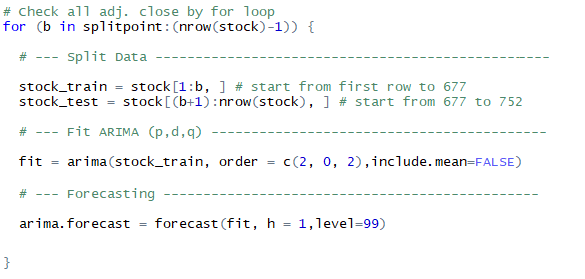 # Check all adj. close by for loop
for (b in splitpoint:(nrow(stock)-1)) {
# --- Split Data ---------------------------------------------------
stock_train = stock[1:b, ] # start from first row to 677
stock_test = stock[(b+1):nrow(stock), ] # start from 677 to 752
# --- Fit ARIMA (p,d,q) -------------------------------------------
fit = arima(stock_train, order = c(2, 0, 2),include.mean=FALSE)
# --- Forecasting ------------------------------------------------
arima.forecast = forecast(fit, h = 1,level=99)
}